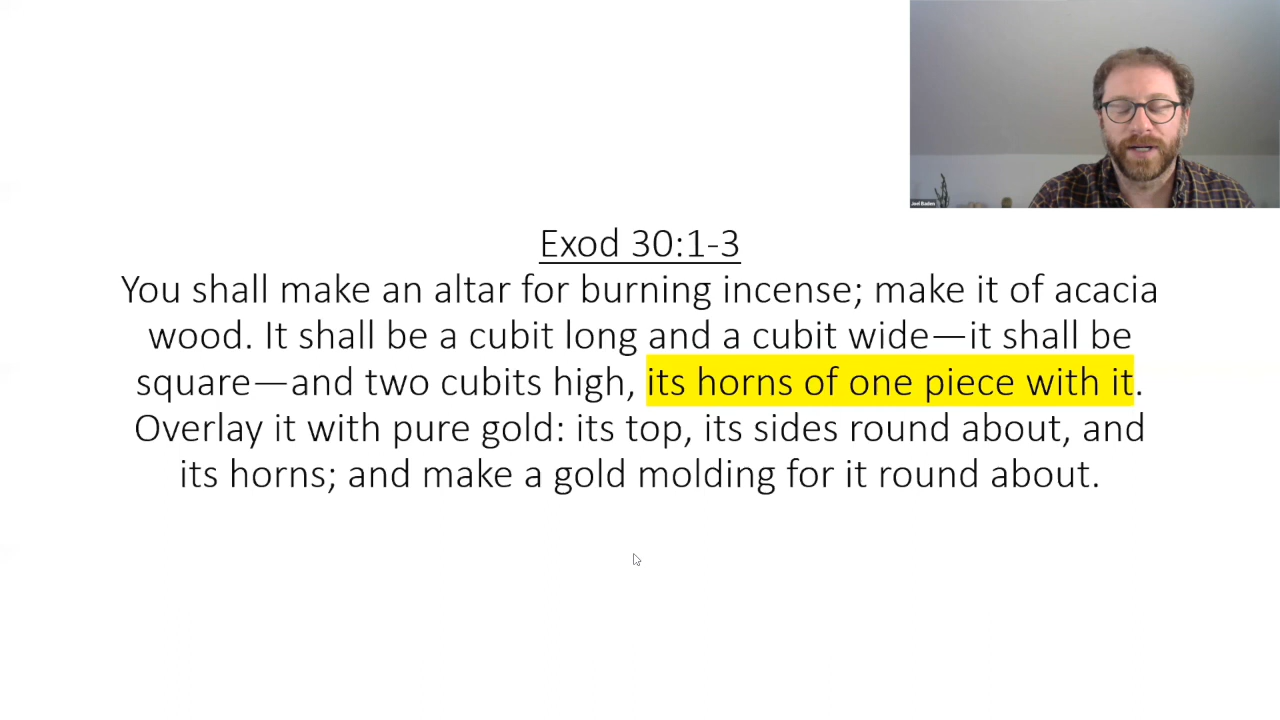 Joel Baden
Exod 30:1-3
You shall make an altar for burning incense; make it of acacia
wood. It shall be a cubit long and a cubit wide—it shall be
square—and two cubits high, its horns of one piece with it.
Overlay it with pure gold: its top, its sides round about, and
its horns; and make a gold molding for it round about.